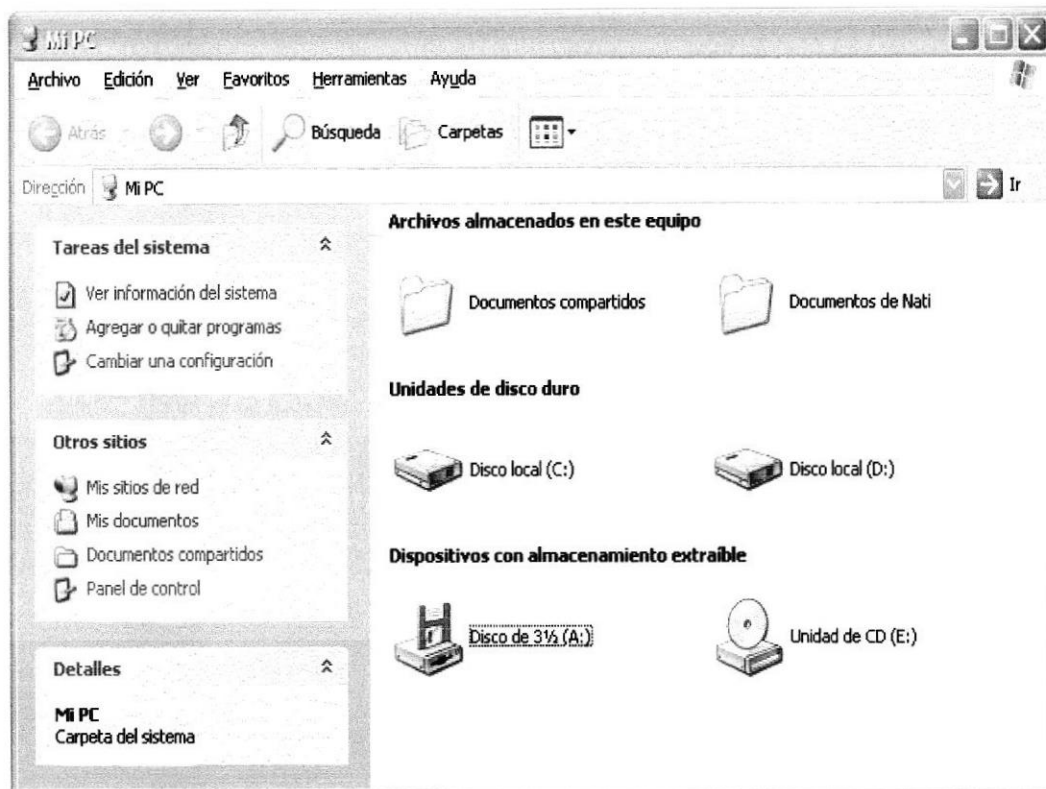 Mi PC
Archivo Edición Ver Favoritos Herramientas Ayuda
Atrás Búsqueda Carpetas
Dirección Mi PC Ir
Tareas del sistema
Ver información del sistema
Agregar o quitar programas
Cambiar una configuración
Otros sitios
Mis sitios de red
Mis documentos
Documentos compartidos
Panel de control
Detalles
Mi PC
Carpeta del sistema
Archivos almacenados en este equipo
Documentos compartidos Documentos de Nati
Unidades de disco duro
Disco local (C:) Disco local (D:)
Dispositivos con almacenamiento extraíble
Disco de 3½ (A:) Unidad de CD (E:)